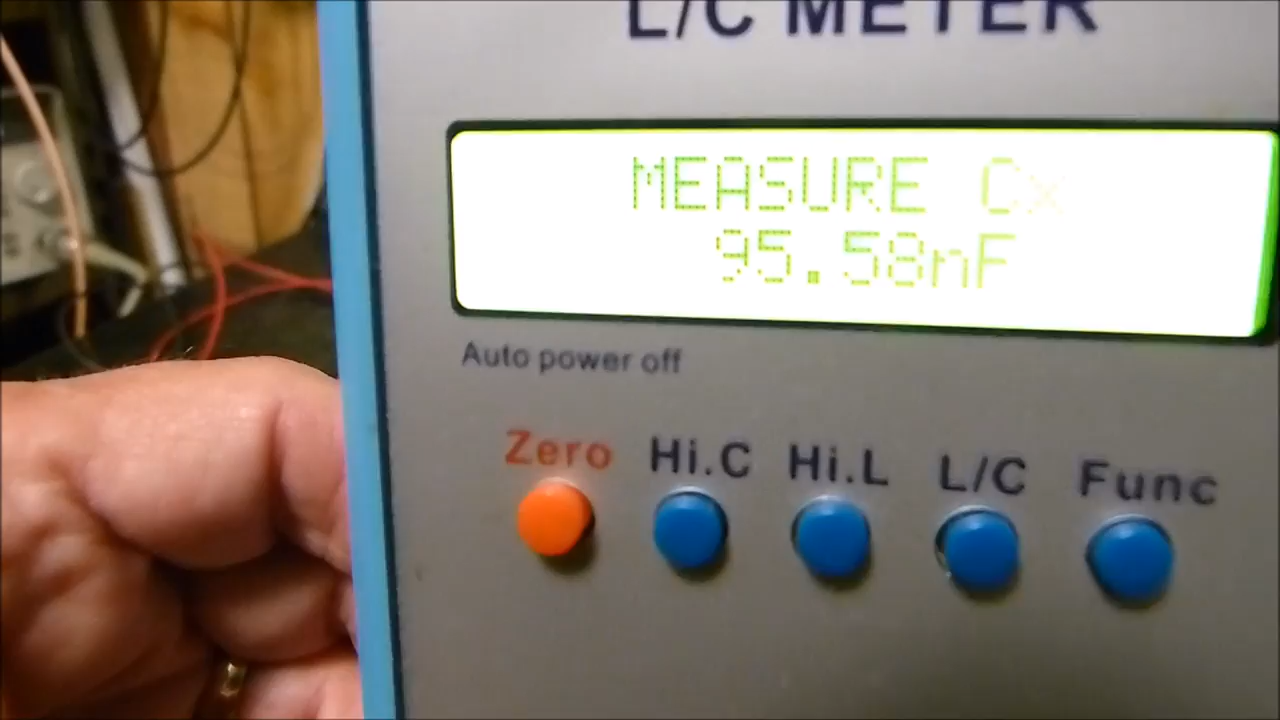 L/C METER
MEASURE Cx
95.58nF
Auto power off
Zero Hi.C Hi.L L/C Func